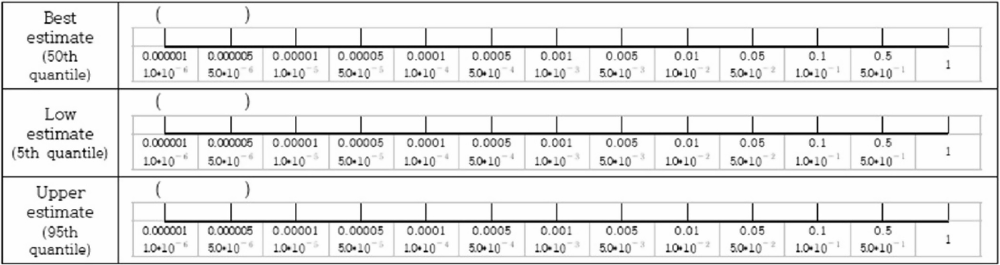 Best
estimate
(50th
quantile)
( )
0.000001 0.000005 0.00001 0.00005 0.0001 0.0005 0.001 0.005 0.01 0.05 0.1 0.5 1
1.0*10⁻⁶ 5.0*10⁻⁶ 1.0*10⁻⁵ 5.0*10⁻⁵ 1.0*10⁻⁴ 5.0*10⁻⁴ 1.0*10⁻³ 5.0*10⁻³ 1.0*10⁻² 5.0*10⁻² 1.0*10⁻¹ 5.0*10⁻¹
Low
estimate
(5th quantile)
( )
0.000001 0.000005 0.00001 0.00005 0.0001 0.0005 0.001 0.005 0.01 0.05 0.1 0.5 1
1.0*10⁻⁶ 5.0*10⁻⁶ 1.0*10⁻⁵ 5.0*10⁻⁵ 1.0*10⁻⁴ 5.0*10⁻⁴ 1.0*10⁻³ 5.0*10⁻³ 1.0*10⁻² 5.0*10⁻² 1.0*10⁻¹ 5.0*10⁻¹
Upper
estimate
(95th
quantile)
( )
0.000001 0.000005 0.00001 0.00005 0.0001 0.0005 0.001 0.005 0.01 0.05 0.1 0.5 1
1.0*10⁻⁶ 5.0*10⁻⁶ 1.0*10⁻⁵ 5.0*10⁻⁵ 1.0*10⁻⁴ 5.0*10⁻⁴ 1.0*10⁻³ 5.0*10⁻³ 1.0*10⁻² 5.0*10⁻² 1.0*10⁻¹ 5.0*10⁻¹